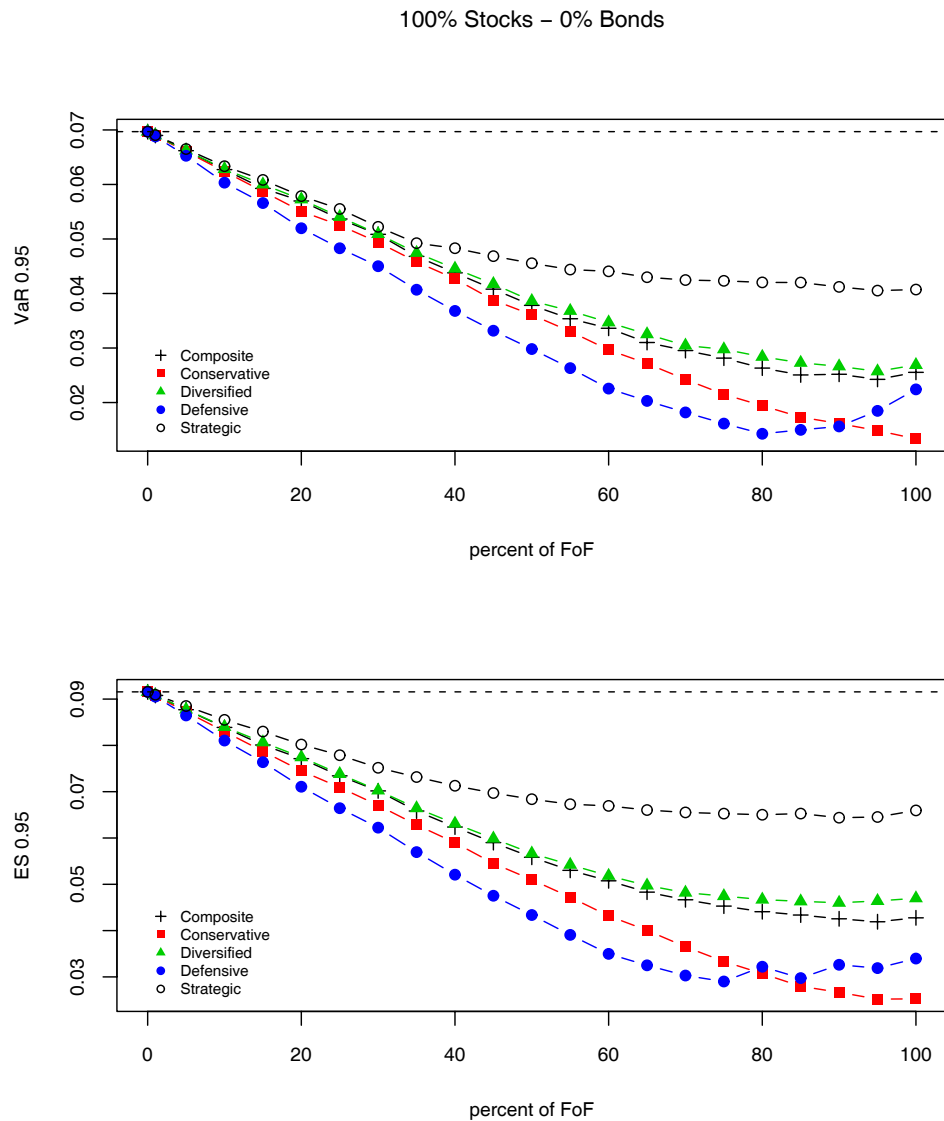 100% Stocks − 0% Bonds
0.07
0.06
0.05
0.04
0.03
0.02
VaR 0.95
Composite
Conservative
Diversified
Defensive
Strategic
0 20 40 60 80 100
percent of FoF
0.09
0.07
0.05
0.03
ES 0.95
Composite
Conservative
Diversified
Defensive
Strategic
0 20 40 60 80 100
percent of FoF